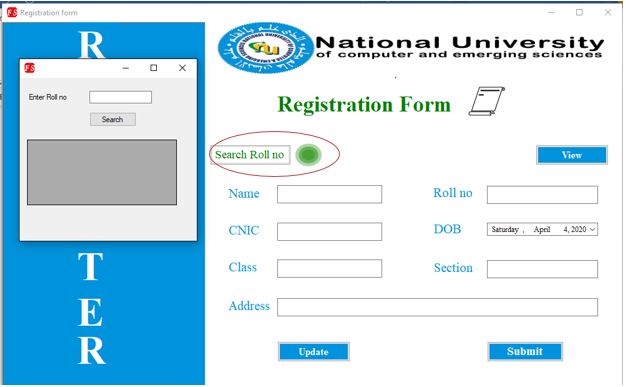 Registration form
R
National University
of computer and emerging sciences
Registration Form
Enter Roll no
Search
Search Roll no
View
Name
Roll no
CNIC
DOB
Saturday , April 4, 2020
Class
Section
Address
T
E
R
Update
Submit